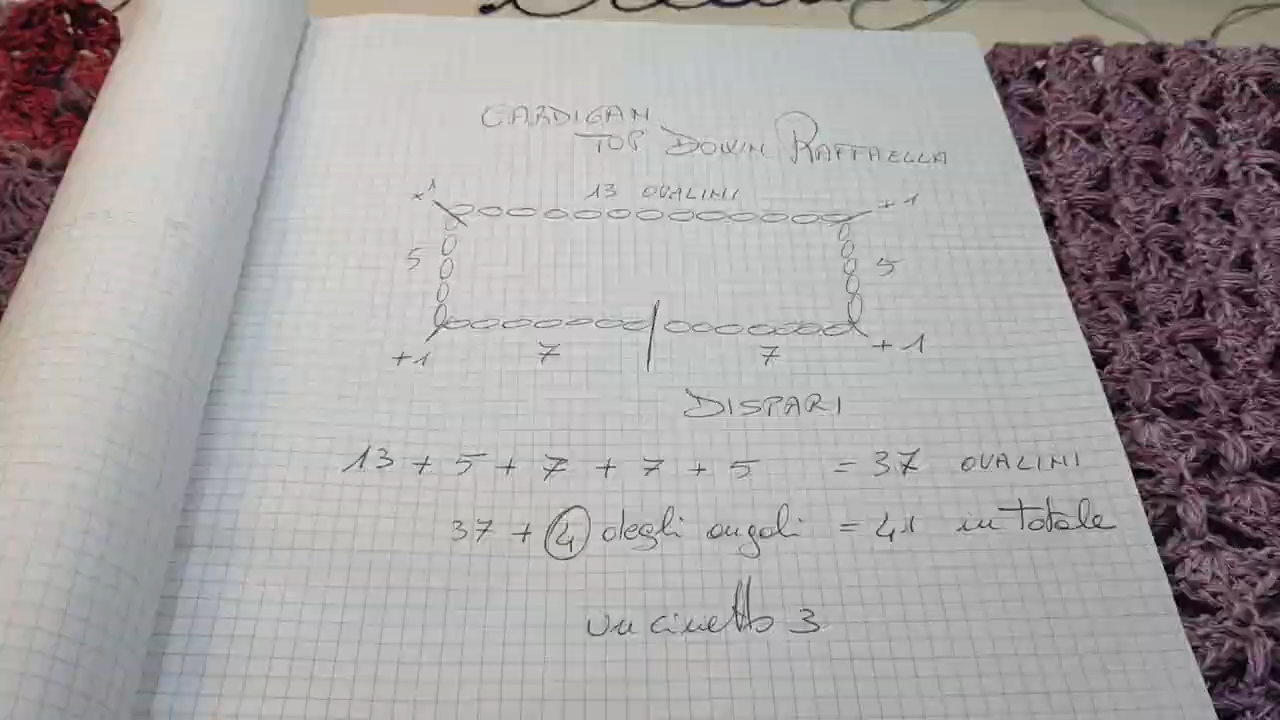 CARDIGAN
TOP DOWN RAFFAELLA
13 OVALINI
+1
+1
5
5
+1
7
7
+1
DISPARI
13 + 5 + 7 + 7 + 5 = 37 OVALINI
37 + 4 degli angoli = 41 in totale
uncinetto 3